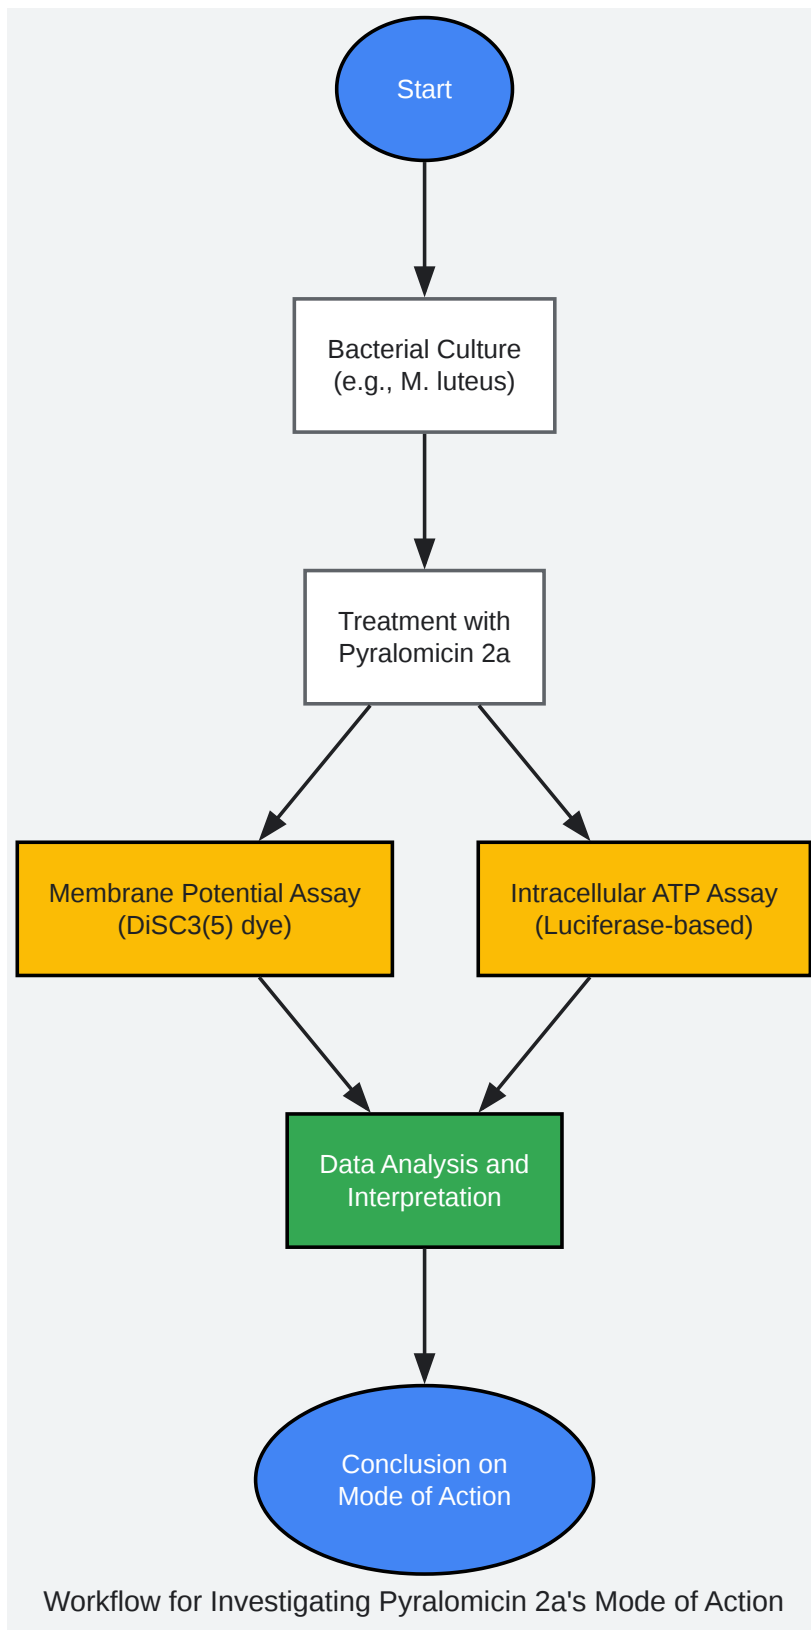 Start
Bacterial Culture
(e.g., M. luteus)
Treatment with
Pyralomicin 2a
Membrane Potential Assay
(DiSC3(5) dye)
Intracellular ATP Assay
(Luciferase-based)
Data Analysis and
Interpretation
Conclusion on
Mode of Action
Workflow for Investigating Pyralomicin 2a's Mode of Action